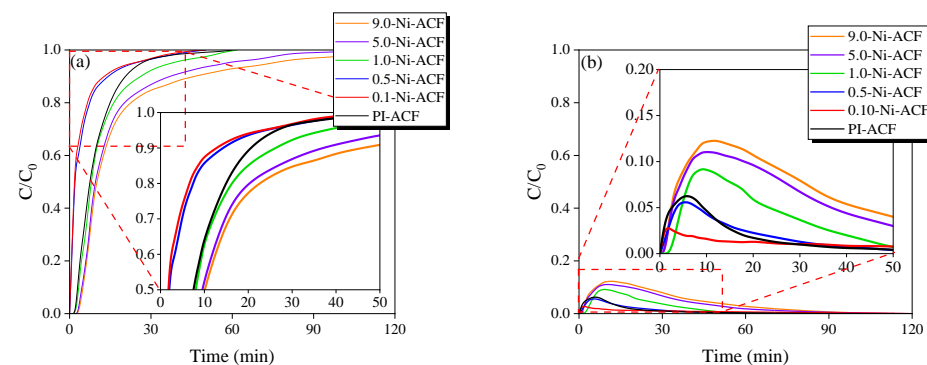 9.0-Ni-ACF
5.0-Ni-ACF
1.0-Ni-ACF
0.5-Ni-ACF
0.1-Ni-ACF
PI-ACF
(a)
C/C0
1.0
0.8
0.6
0.4
0.2
0.0
0 30 60 90 120
Time (min)
1.0
0.9
0.8
0.7
0.6
0.5
0 10 20 30 40 50
9.0-Ni-ACF
5.0-Ni-ACF
1.0-Ni-ACF
0.5-Ni-ACF
0.10-Ni-ACF
PI-ACF
(b)
C/C0
1.0
0.8
0.6
0.4
0.2
0.0
0 30 60 90 120
Time (min)
0.20
0.15
0.10
0.05
0.00
0 10 20 30 40 50